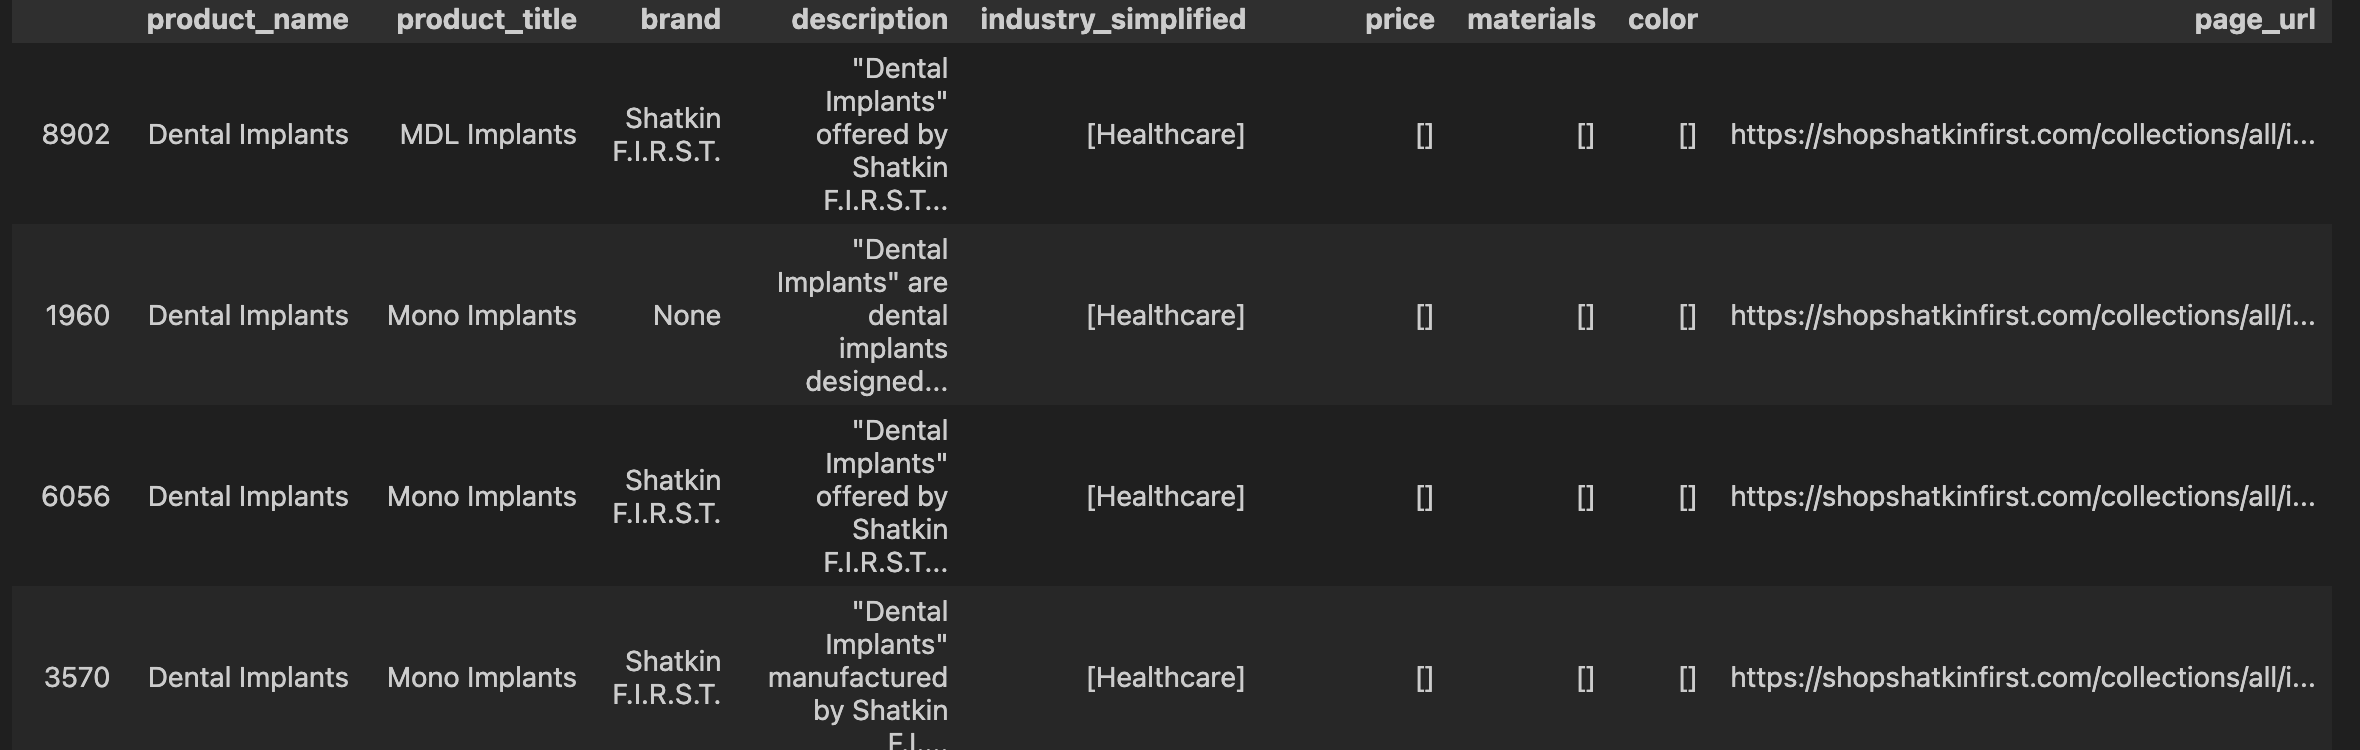 product_name product_title brand description industry_simplified price materials color page_url
8902 Dental Implants MDL Implants Shatkin F.I.R.S.T. "Dental Implants" offered by Shatkin F.I.R.S.T... [Healthcare] [] [] [] https://shopshatkinfirst.com/collections/all/i...
1960 Dental Implants Mono Implants None "Dental Implants" are dental implants designed... [Healthcare] [] [] [] https://shopshatkinfirst.com/collections/all/i...
6056 Dental Implants Mono Implants Shatkin F.I.R.S.T. "Dental Implants" offered by Shatkin F.I.R.S.T... [Healthcare] [] [] [] https://shopshatkinfirst.com/collections/all/i...
3570 Dental Implants Mono Implants Shatkin F.I.R.S.T. "Dental Implants" manufactured by Shatkin F.I.... [Healthcare] [] [] [] https://shopshatkinfirst.com/collections/all/i...